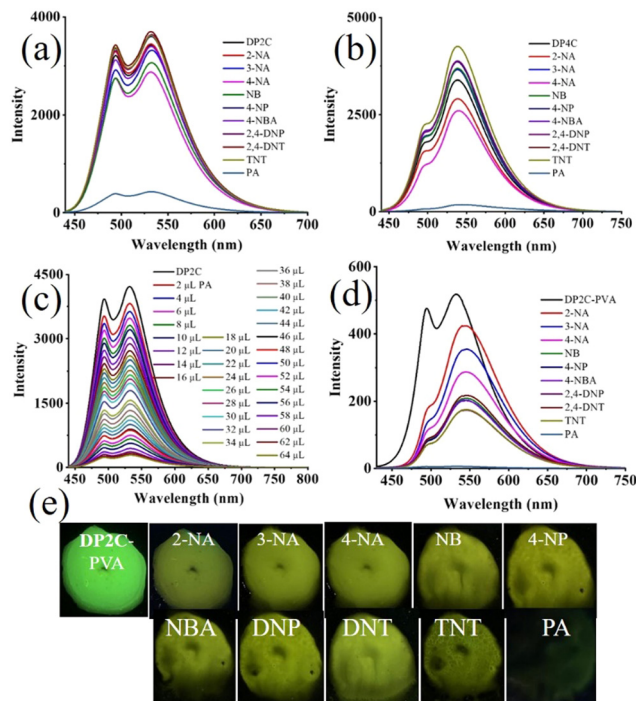 (a)
4000
2000
0
Intensity
450 500 550 600 650 700
Wavelength (nm)
DP2C
2-NA
3-NA
4-NA
NB
4-NP
4-NBA
2,4-DNP
2,4-DNT
TNT
PA
(b)
5000
2500
0
Intensity
450 500 550 600 650 700
Wavelength (nm)
DP4C
2-NA
3-NA
4-NA
NB
4-NP
4-NBA
2,4-DNP
2,4-DNT
TNT
PA
(c)
4500
3000
1500
0
Intensity
450 500 550 600 650 700 750 800
Wavelength (nm)
DP2C
2 µL PA
4 µL
6 µL
8 µL
10 µL
12 µL
14 µL
16 µL
18 µL
20 µL
22 µL
24 µL
26 µL
28 µL
30 µL
32 µL
34 µL
36 µL
38 µL
40 µL
42 µL
44 µL
46 µL
48 µL
50 µL
52 µL
54 µL
56 µL
58 µL
60 µL
62 µL
64 µL
(d)
600
400
200
0
Intensity
450 500 550 600 650 700 750
Wavelength (nm)
DP2C-PVA
2-NA
3-NA
4-NA
NB
4-NP
4-NBA
2,4-DNP
2,4-DNT
TNT
PA
(e)
DP2C-
PVA
2-NA
3-NA
4-NA
NB
4-NP
NBA
DNP
DNT
TNT
PA